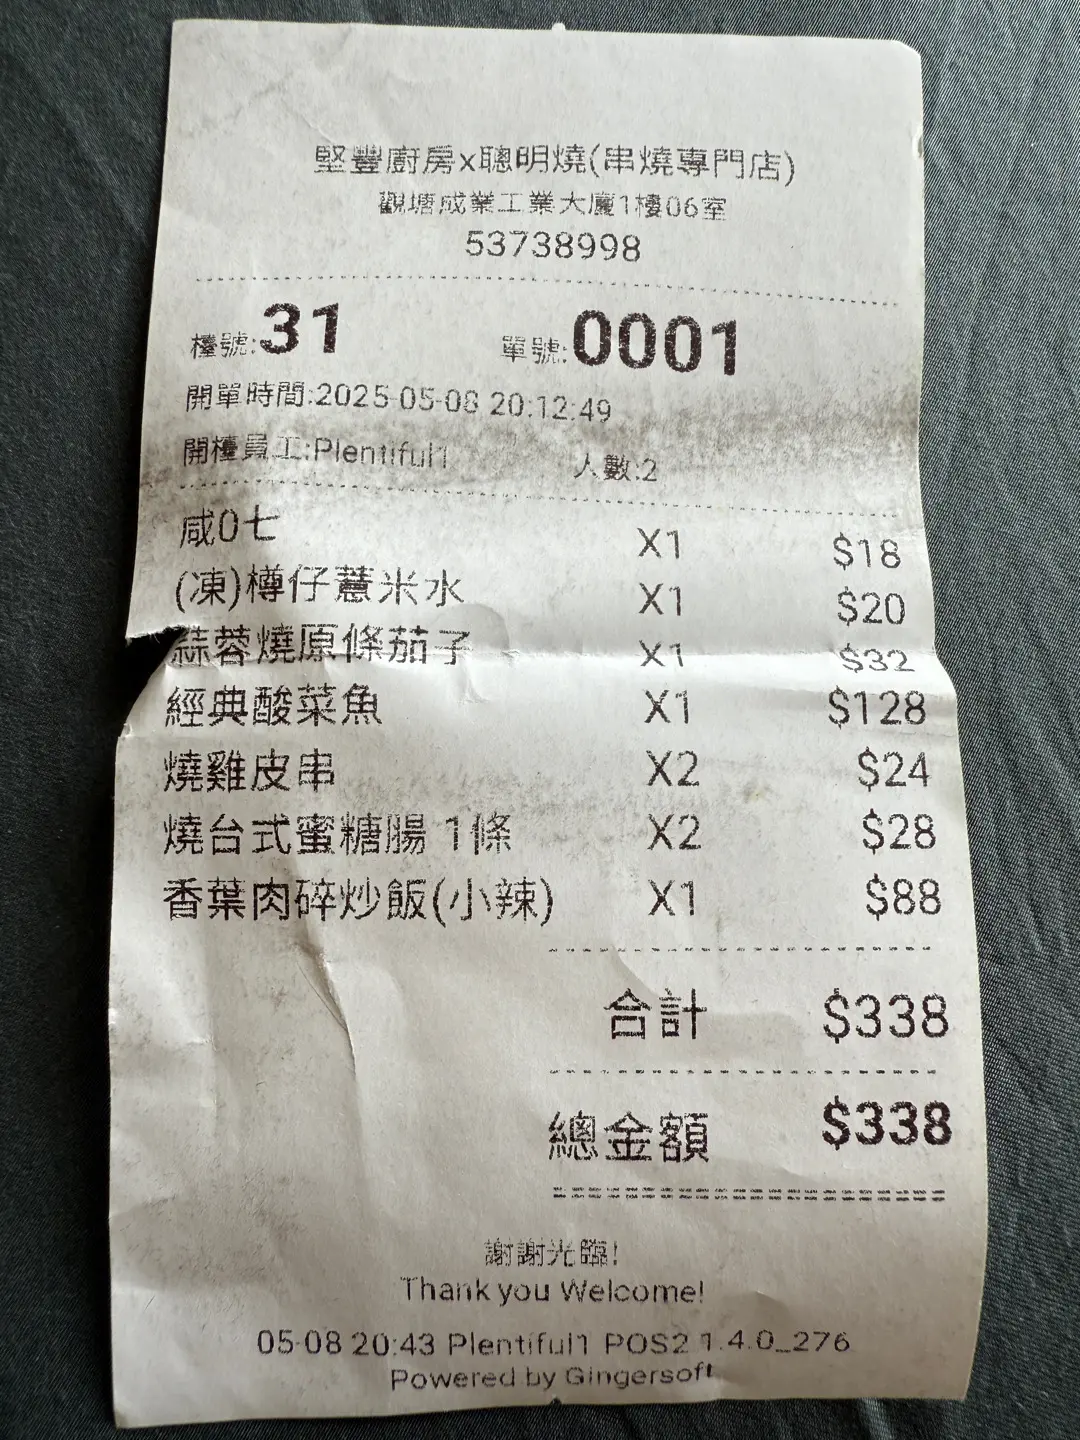 堅豐廚房x聰明燒(串燒專門店)
觀塘成業工業大廈1樓06室
53738998
檯號:31 單號:0001
開單時間:2025-05-08 20:12:49
開檯員工:Plentiful1 人數:2
咸0七 X1 $18
(凍)樽仔薏米水 X1 $20
蒜蓉燒原條茄子 X1 $32
經典酸菜魚 X1 $128
燒雞皮串 X2 $24
燒台式蜜糖腸 1條 X2 $28
香葉肉碎炒飯(小辣) X1 $88
合計 $338
總金額 $338
謝謝光臨!
Thank you Welcome!
05-08 20:43 Plentiful1 POS2 1.4.0_276
Powered by Gingersoft